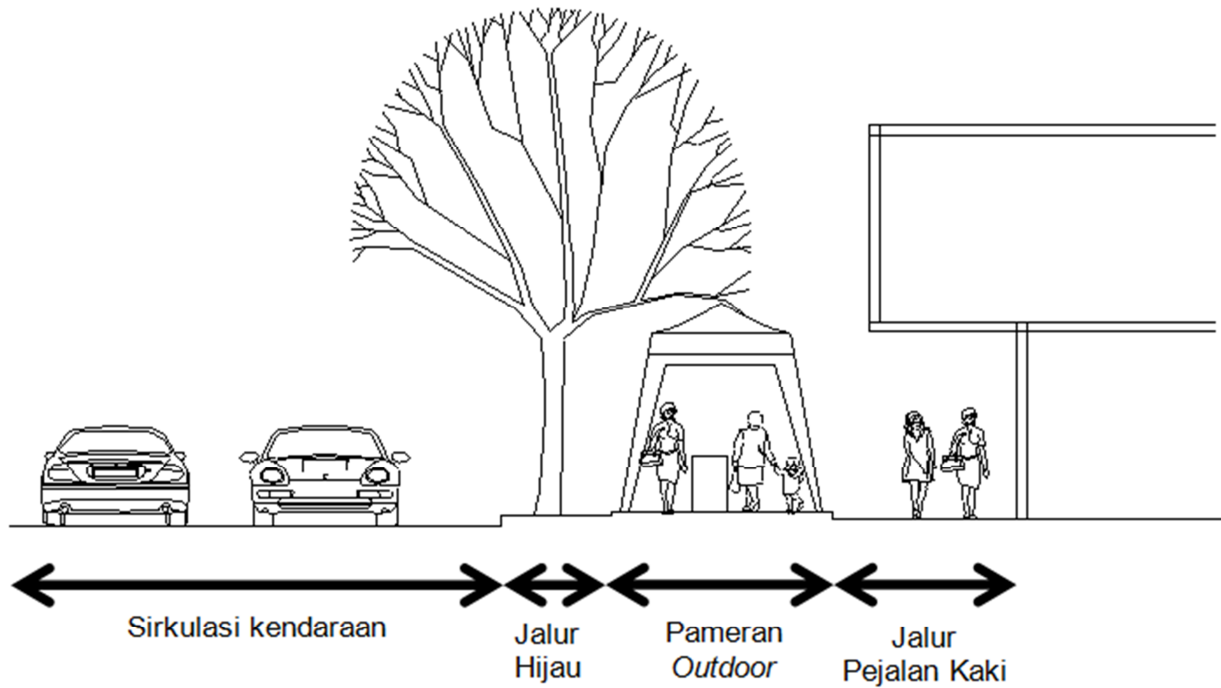 Sirkulasi kendaraan
Jalur
Hijau
Pameran
Outdoor
Jalur
Pejalan Kaki